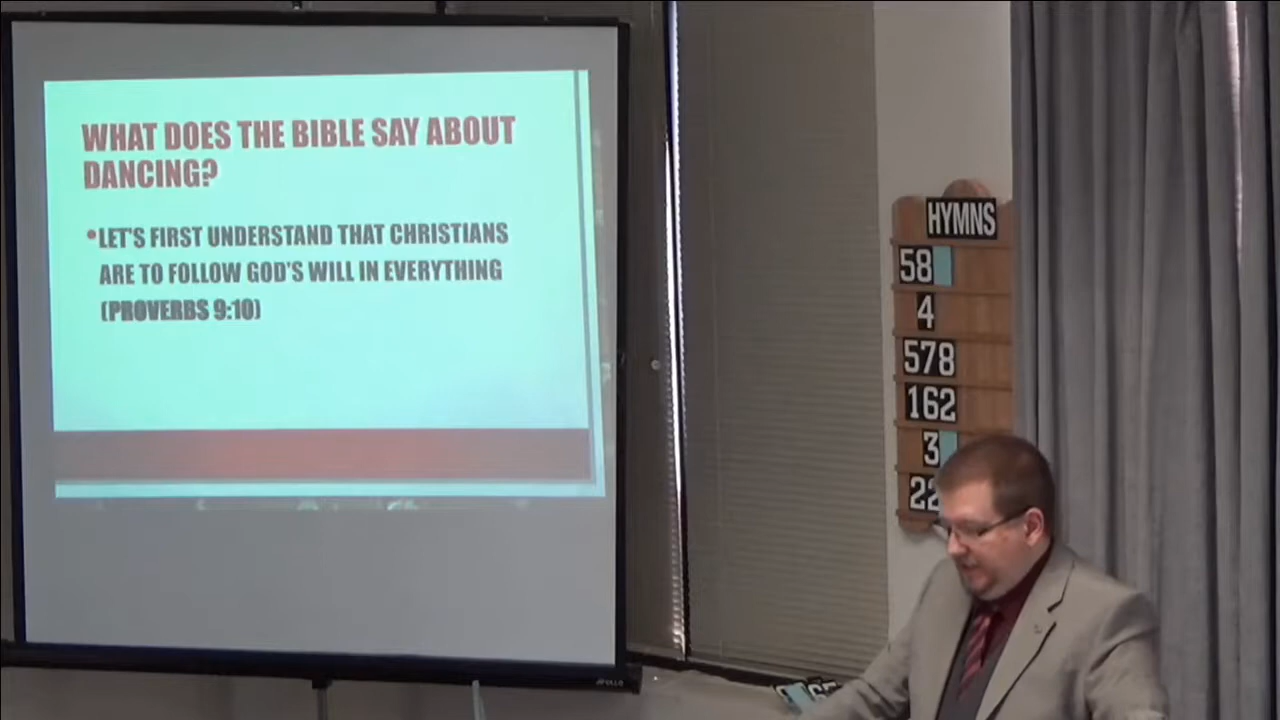 WHAT DOES THE BIBLE SAY ABOUT
DANCING?
•LET'S FIRST UNDERSTAND THAT CHRISTIANS
ARE TO FOLLOW GOD'S WILL IN EVERYTHING
(PROVERBS 9:10)
HYMNS
58
4
578
162
3
22
APOLLO